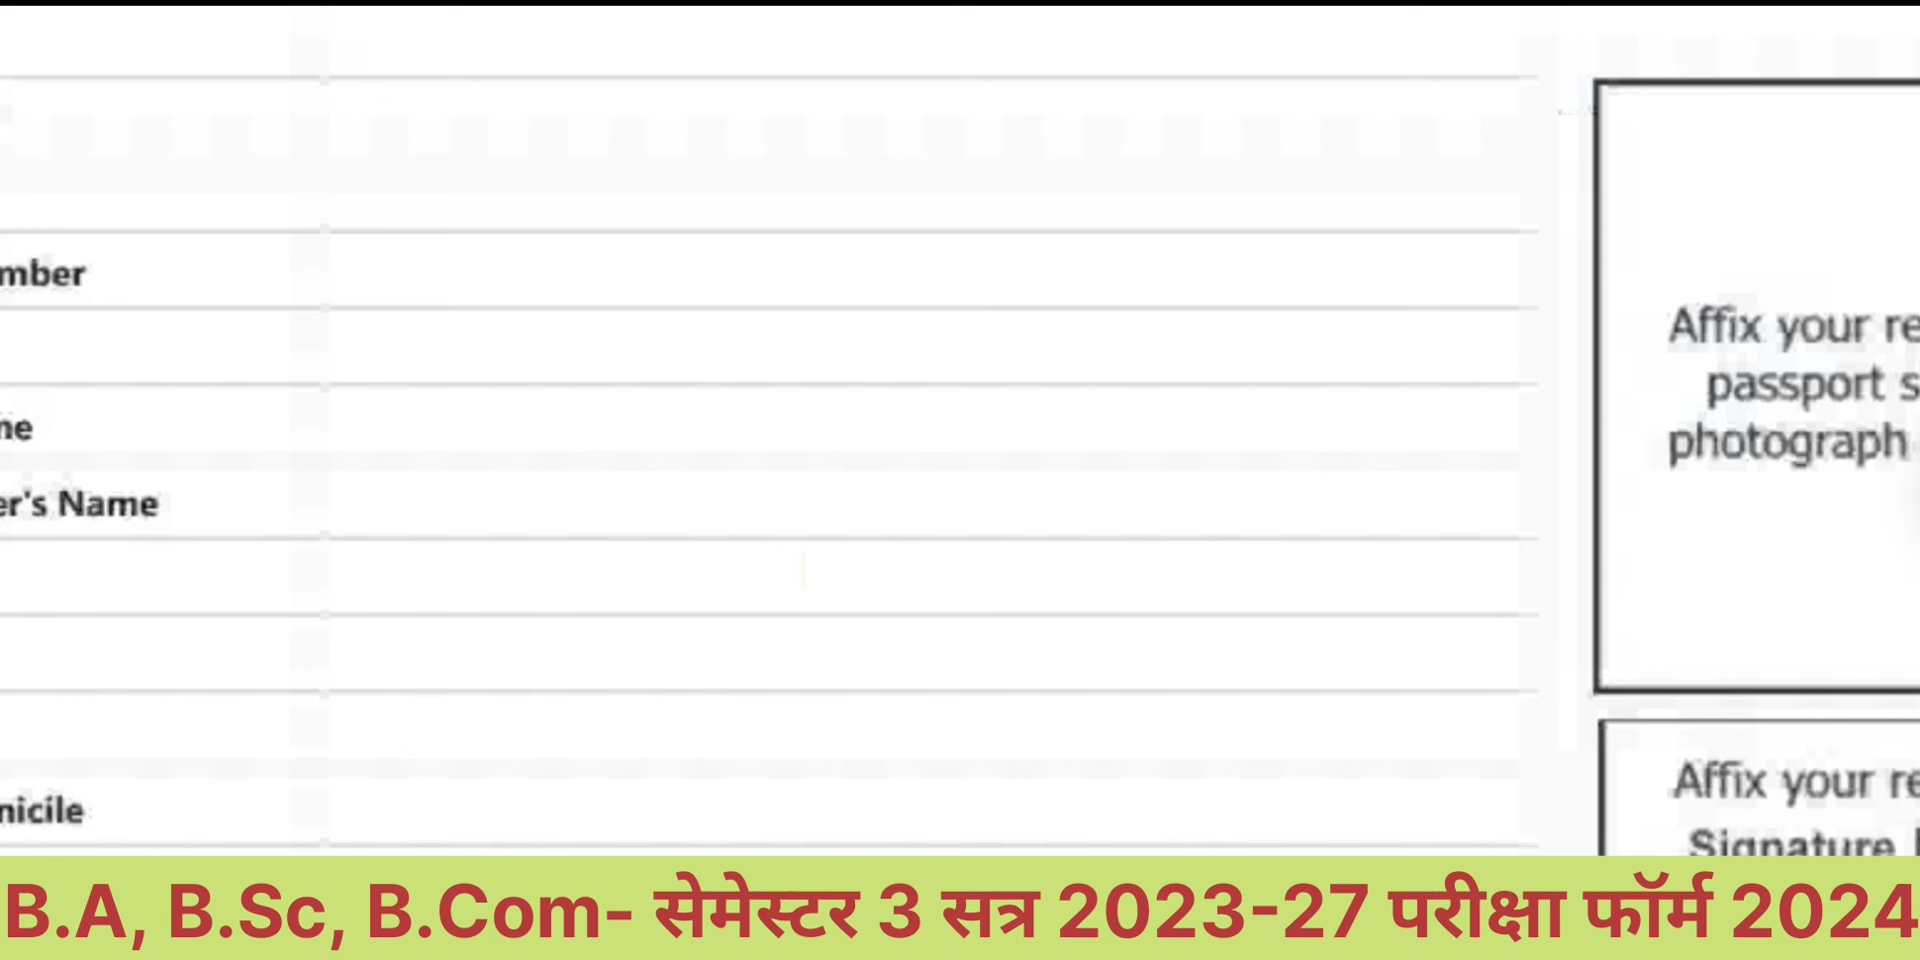 mber
Affix your re
passport s
ne
photograph
er's Name
Affix your re
nicile
Signature
B.A, B.Sc, B.Com- सेमेस्टर 3 सत्र 2023-27 परीक्षा फॉर्म 2024